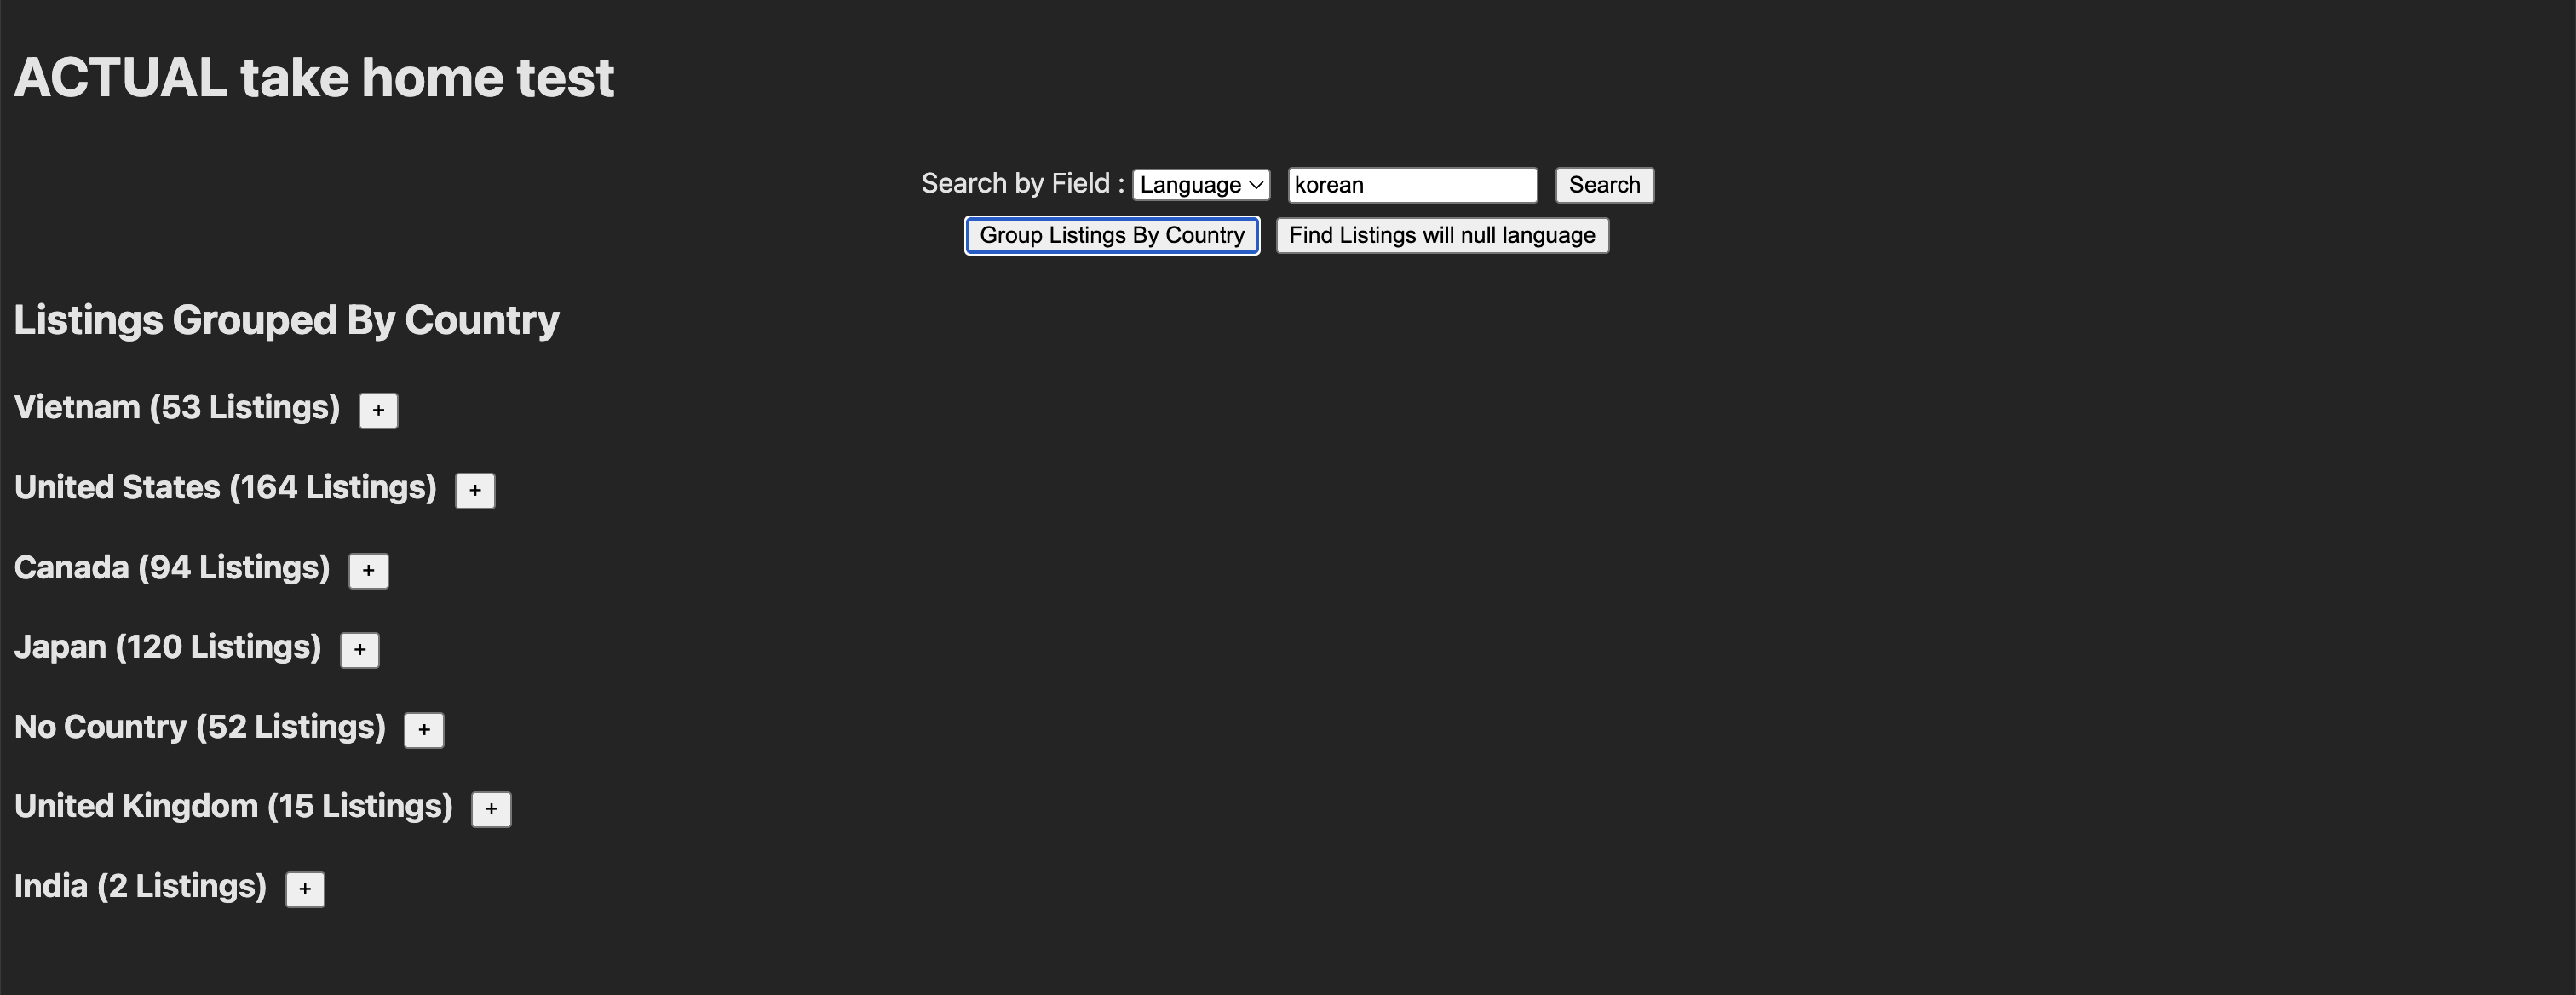 ACTUAL take home test
Search by Field : Language korean Search
Group Listings By Country Find Listings will null language
Listings Grouped By Country
Vietnam (53 Listings) +
United States (164 Listings) +
Canada (94 Listings) +
Japan (120 Listings) +
No Country (52 Listings) +
United Kingdom (15 Listings) +
India (2 Listings) +